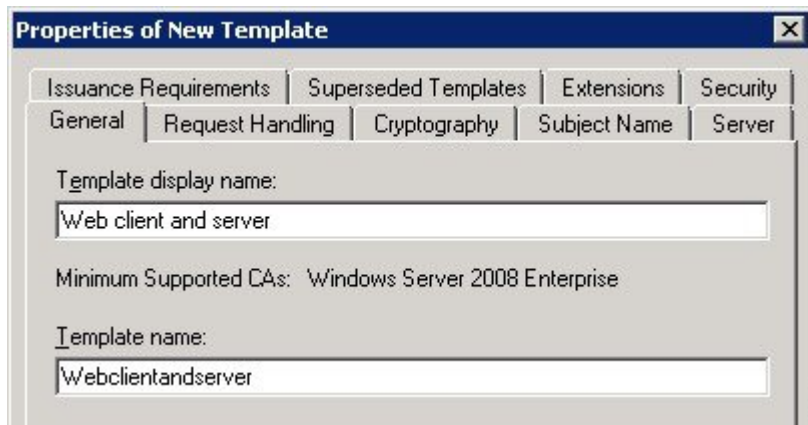 Properties of New Template
Issuance Requirements Superseded Templates Extensions Security
General Request Handling Cryptography Subject Name Server
Template display name:
Web client and server
Minimum Supported CAs: Windows Server 2008 Enterprise
Template name:
Webclientandserver